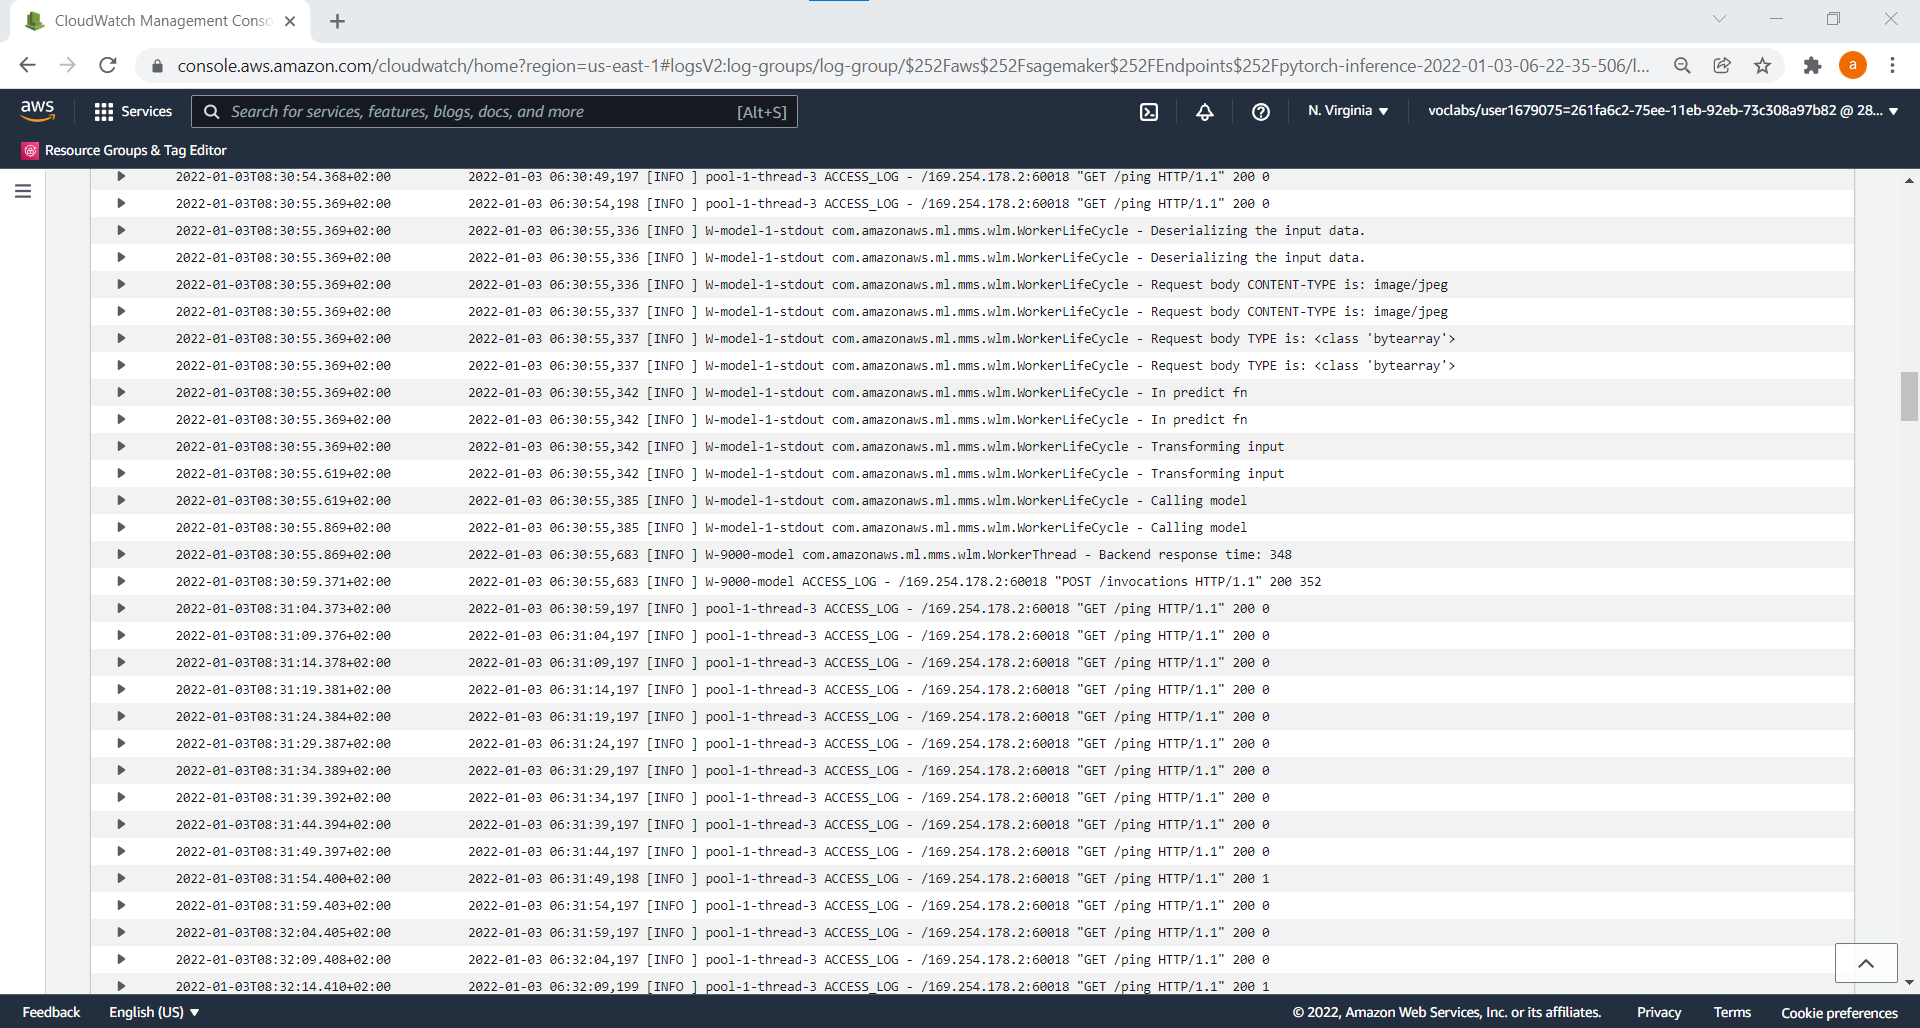 CloudWatch Management Conso
console.aws.amazon.com/cloudwatch/home?region=us-east-1#logsV2:log-groups/log-group/$252Faws$252Fsagemaker$252FEndpoints$252Fpytorch-inference-2022-01-03-06-22-35-506/l... a
aws Services Search for services, features, blogs, docs, and more [Alt+S] N. Virginia voclabs/user1679075=261fa6c2-75ee-11eb-92eb-73c308a97b82 @ 28...
Resource Groups & Tag Editor
2022-01-03T08:30:54.368+02:00 2022-01-03 06:30:49,197 [INFO ] pool-1-thread-3 ACCESS_LOG - /169.254.178.2:60018 "GET /ping HTTP/1.1" 200 0
2022-01-03T08:30:55.369+02:00 2022-01-03 06:30:54,198 [INFO ] pool-1-thread-3 ACCESS_LOG - /169.254.178.2:60018 "GET /ping HTTP/1.1" 200 0
2022-01-03T08:30:55.369+02:00 2022-01-03 06:30:55,336 [INFO ] W-model-1-stdout com.amazonaws.ml.mms.wlm.WorkerLifeCycle - Deserializing the input data.
2022-01-03T08:30:55.369+02:00 2022-01-03 06:30:55,336 [INFO ] W-model-1-stdout com.amazonaws.ml.mms.wlm.WorkerLifeCycle - Deserializing the input data.
2022-01-03T08:30:55.369+02:00 2022-01-03 06:30:55,336 [INFO ] W-model-1-stdout com.amazonaws.ml.mms.wlm.WorkerLifeCycle - Request body CONTENT-TYPE is: image/jpeg
2022-01-03T08:30:55.369+02:00 2022-01-03 06:30:55,337 [INFO ] W-model-1-stdout com.amazonaws.ml.mms.wlm.WorkerLifeCycle - Request body CONTENT-TYPE is: image/jpeg
2022-01-03T08:30:55.369+02:00 2022-01-03 06:30:55,337 [INFO ] W-model-1-stdout com.amazonaws.ml.mms.wlm.WorkerLifeCycle - Request body TYPE is: <class 'bytearray'>
2022-01-03T08:30:55.369+02:00 2022-01-03 06:30:55,337 [INFO ] W-model-1-stdout com.amazonaws.ml.mms.wlm.WorkerLifeCycle - Request body TYPE is: <class 'bytearray'>
2022-01-03T08:30:55.369+02:00 2022-01-03 06:30:55,342 [INFO ] W-model-1-stdout com.amazonaws.ml.mms.wlm.WorkerLifeCycle - In predict fn
2022-01-03T08:30:55.369+02:00 2022-01-03 06:30:55,342 [INFO ] W-model-1-stdout com.amazonaws.ml.mms.wlm.WorkerLifeCycle - In predict fn
2022-01-03T08:30:55.369+02:00 2022-01-03 06:30:55,342 [INFO ] W-model-1-stdout com.amazonaws.ml.mms.wlm.WorkerLifeCycle - Transforming input
2022-01-03T08:30:55.619+02:00 2022-01-03 06:30:55,342 [INFO ] W-model-1-stdout com.amazonaws.ml.mms.wlm.WorkerLifeCycle - Transforming input
2022-01-03T08:30:55.619+02:00 2022-01-03 06:30:55,385 [INFO ] W-model-1-stdout com.amazonaws.ml.mms.wlm.WorkerLifeCycle - Calling model
2022-01-03T08:30:55.869+02:00 2022-01-03 06:30:55,385 [INFO ] W-model-1-stdout com.amazonaws.ml.mms.wlm.WorkerLifeCycle - Calling model
2022-01-03T08:30:55.869+02:00 2022-01-03 06:30:55,683 [INFO ] W-9000-model com.amazonaws.ml.mms.wlm.WorkerThread - Backend response time: 348
2022-01-03T08:30:59.371+02:00 2022-01-03 06:30:55,683 [INFO ] W-9000-model ACCESS_LOG - /169.254.178.2:60018 "POST /invocations HTTP/1.1" 200 352
2022-01-03T08:31:04.373+02:00 2022-01-03 06:30:59,197 [INFO ] pool-1-thread-3 ACCESS_LOG - /169.254.178.2:60018 "GET /ping HTTP/1.1" 200 0
2022-01-03T08:31:09.376+02:00 2022-01-03 06:31:04,197 [INFO ] pool-1-thread-3 ACCESS_LOG - /169.254.178.2:60018 "GET /ping HTTP/1.1" 200 0
2022-01-03T08:31:14.378+02:00 2022-01-03 06:31:09,197 [INFO ] pool-1-thread-3 ACCESS_LOG - /169.254.178.2:60018 "GET /ping HTTP/1.1" 200 0
2022-01-03T08:31:19.381+02:00 2022-01-03 06:31:14,197 [INFO ] pool-1-thread-3 ACCESS_LOG - /169.254.178.2:60018 "GET /ping HTTP/1.1" 200 0
2022-01-03T08:31:24.384+02:00 2022-01-03 06:31:19,197 [INFO ] pool-1-thread-3 ACCESS_LOG - /169.254.178.2:60018 "GET /ping HTTP/1.1" 200 0
2022-01-03T08:31:29.387+02:00 2022-01-03 06:31:24,197 [INFO ] pool-1-thread-3 ACCESS_LOG - /169.254.178.2:60018 "GET /ping HTTP/1.1" 200 0
2022-01-03T08:31:34.389+02:00 2022-01-03 06:31:29,197 [INFO ] pool-1-thread-3 ACCESS_LOG - /169.254.178.2:60018 "GET /ping HTTP/1.1" 200 0
2022-01-03T08:31:39.392+02:00 2022-01-03 06:31:34,197 [INFO ] pool-1-thread-3 ACCESS_LOG - /169.254.178.2:60018 "GET /ping HTTP/1.1" 200 0
2022-01-03T08:31:44.394+02:00 2022-01-03 06:31:39,197 [INFO ] pool-1-thread-3 ACCESS_LOG - /169.254.178.2:60018 "GET /ping HTTP/1.1" 200 0
2022-01-03T08:31:49.397+02:00 2022-01-03 06:31:44,197 [INFO ] pool-1-thread-3 ACCESS_LOG - /169.254.178.2:60018 "GET /ping HTTP/1.1" 200 0
2022-01-03T08:31:54.400+02:00 2022-01-03 06:31:49,198 [INFO ] pool-1-thread-3 ACCESS_LOG - /169.254.178.2:60018 "GET /ping HTTP/1.1" 200 1
2022-01-03T08:31:59.403+02:00 2022-01-03 06:31:54,197 [INFO ] pool-1-thread-3 ACCESS_LOG - /169.254.178.2:60018 "GET /ping HTTP/1.1" 200 0
2022-01-03T08:32:04.405+02:00 2022-01-03 06:31:59,197 [INFO ] pool-1-thread-3 ACCESS_LOG - /169.254.178.2:60018 "GET /ping HTTP/1.1" 200 0
2022-01-03T08:32:09.408+02:00 2022-01-03 06:32:04,197 [INFO ] pool-1-thread-3 ACCESS_LOG - /169.254.178.2:60018 "GET /ping HTTP/1.1" 200 0
2022-01-03T08:32:14.410+02:00 2022-01-03 06:32:09,199 [INFO ] pool-1-thread-3 ACCESS_LOG - /169.254.178.2:60018 "GET /ping HTTP/1.1" 200 1
Feedback English (US) © 2022, Amazon Web Services, Inc. or its affiliates. Privacy Terms Cookie preferences